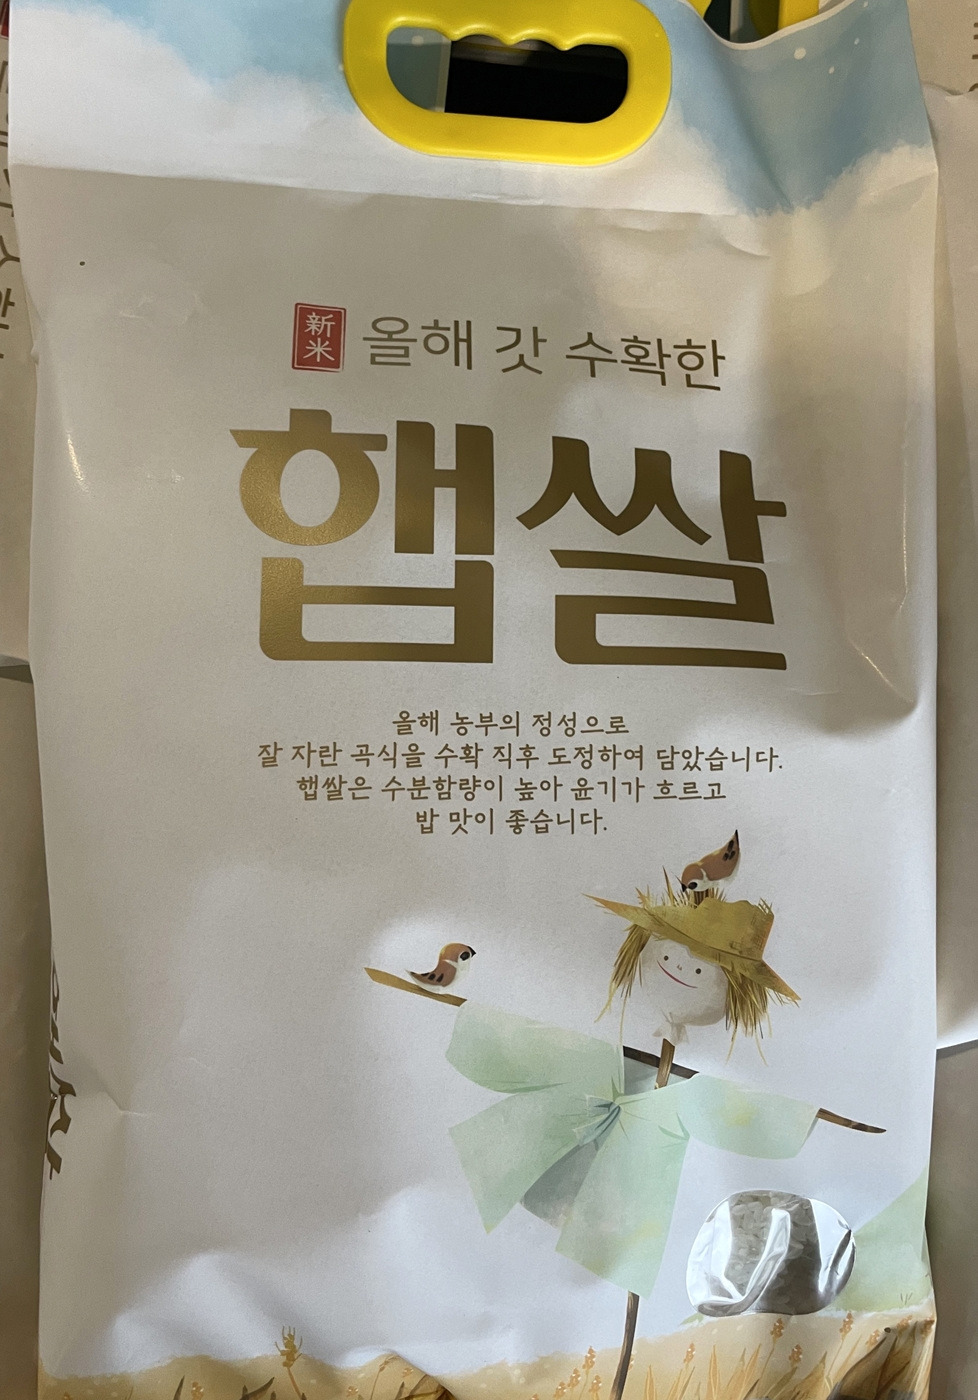 新米 올해 갓 수확한
햅쌀
올해 농부의 정성으로
잘 자란 곡식을 수확 직후 도정하여 담았습니다.
햅쌀은 수분함량이 높아 윤기가 흐르고
밥 맛이 좋습니다.